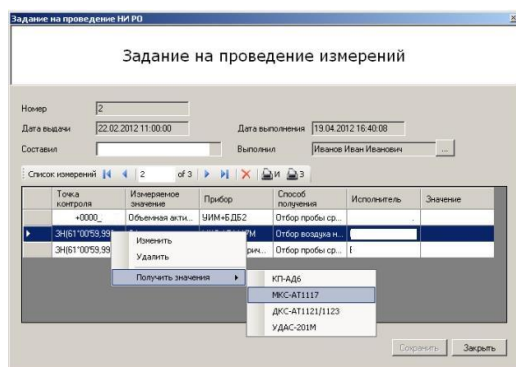 Задание на проведение НИ РО
Задание на проведение измерений
Номер 2
Дата выдачи 22.02.2012 11:00:00 Дата выполнения 19.04.2012 16:40:08
Составил Выполнил Иванов Иван Иванович ...
Список измерений 2 of 3 И З
Точка контроля Измеряемое значение Прибор Способ получения Исполнитель Значение
+0000_ Объемная акти... УИМ+БДБ2 Отбор пробы ср...
ЗН(61*00'59,99 Отбор воздуха н...
ЗН(61*00'59,99 Отбор пробы ср...
Изменить
Удалить
Получить значения
КП-АД6
МКС-АТ1117
ДКС-АТ1121/1123
УДАС-201М
Сохранить Закрыть